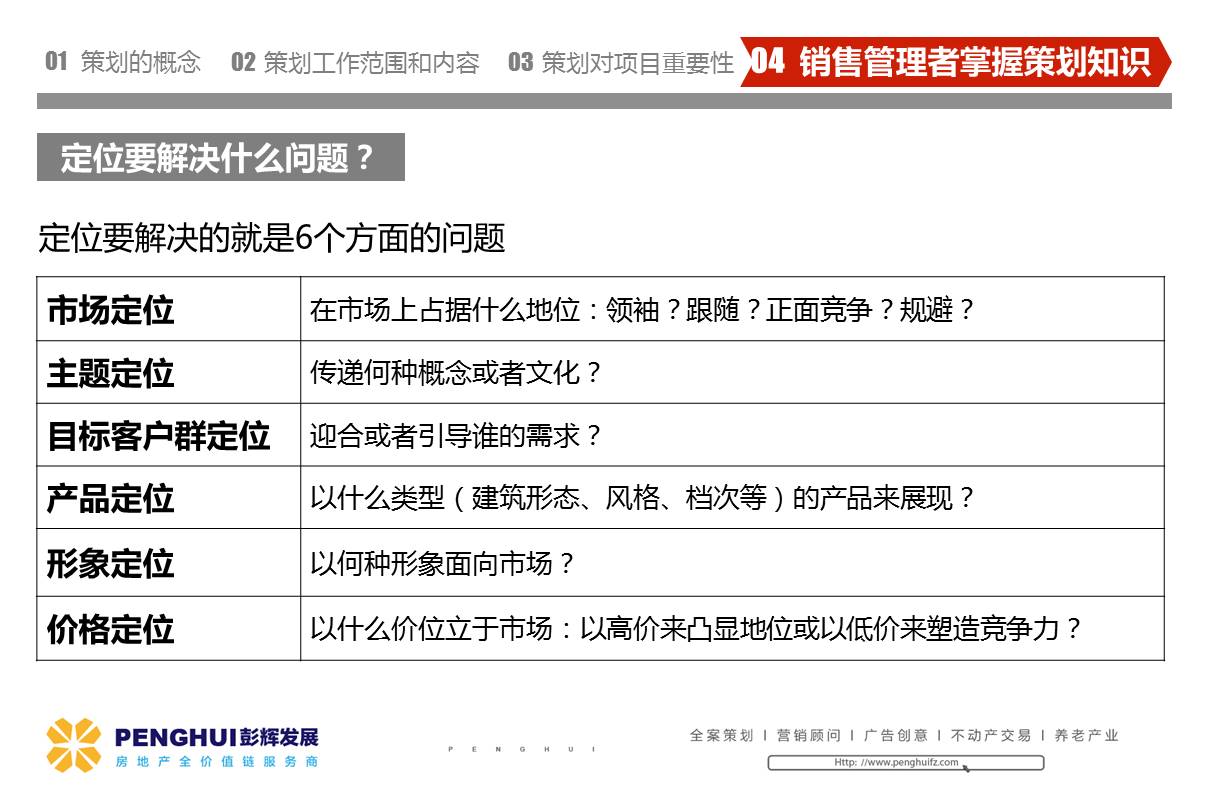 01 策划的概念 02 策划工作范围和内容 03 策划对项目重要性 04 销售管理者掌握策划知识
定位要解决什么问题？
定位要解决的就是6个方面的问题
市场定位 在市场上占据什么地位：领袖？跟随？正面竞争？规避？
主题定位 传递何种概念或者文化？
目标客户群定位 迎合或者引导谁的需求？
产品定位 以什么类型（建筑形态、风格、档次等）的产品来展现？
形象定位 以何种形象面向市场？
价格定位 以什么价位立于市场：以高价来凸显地位或以低价来塑造竞争力？
PENGHUI彭辉发展
房地产全价值链服务商
PENGHUI
全案策划 I 营销顾问 I 广告创意 I 不动产交易 I 养老产业
Http: //www.penghuifz.com